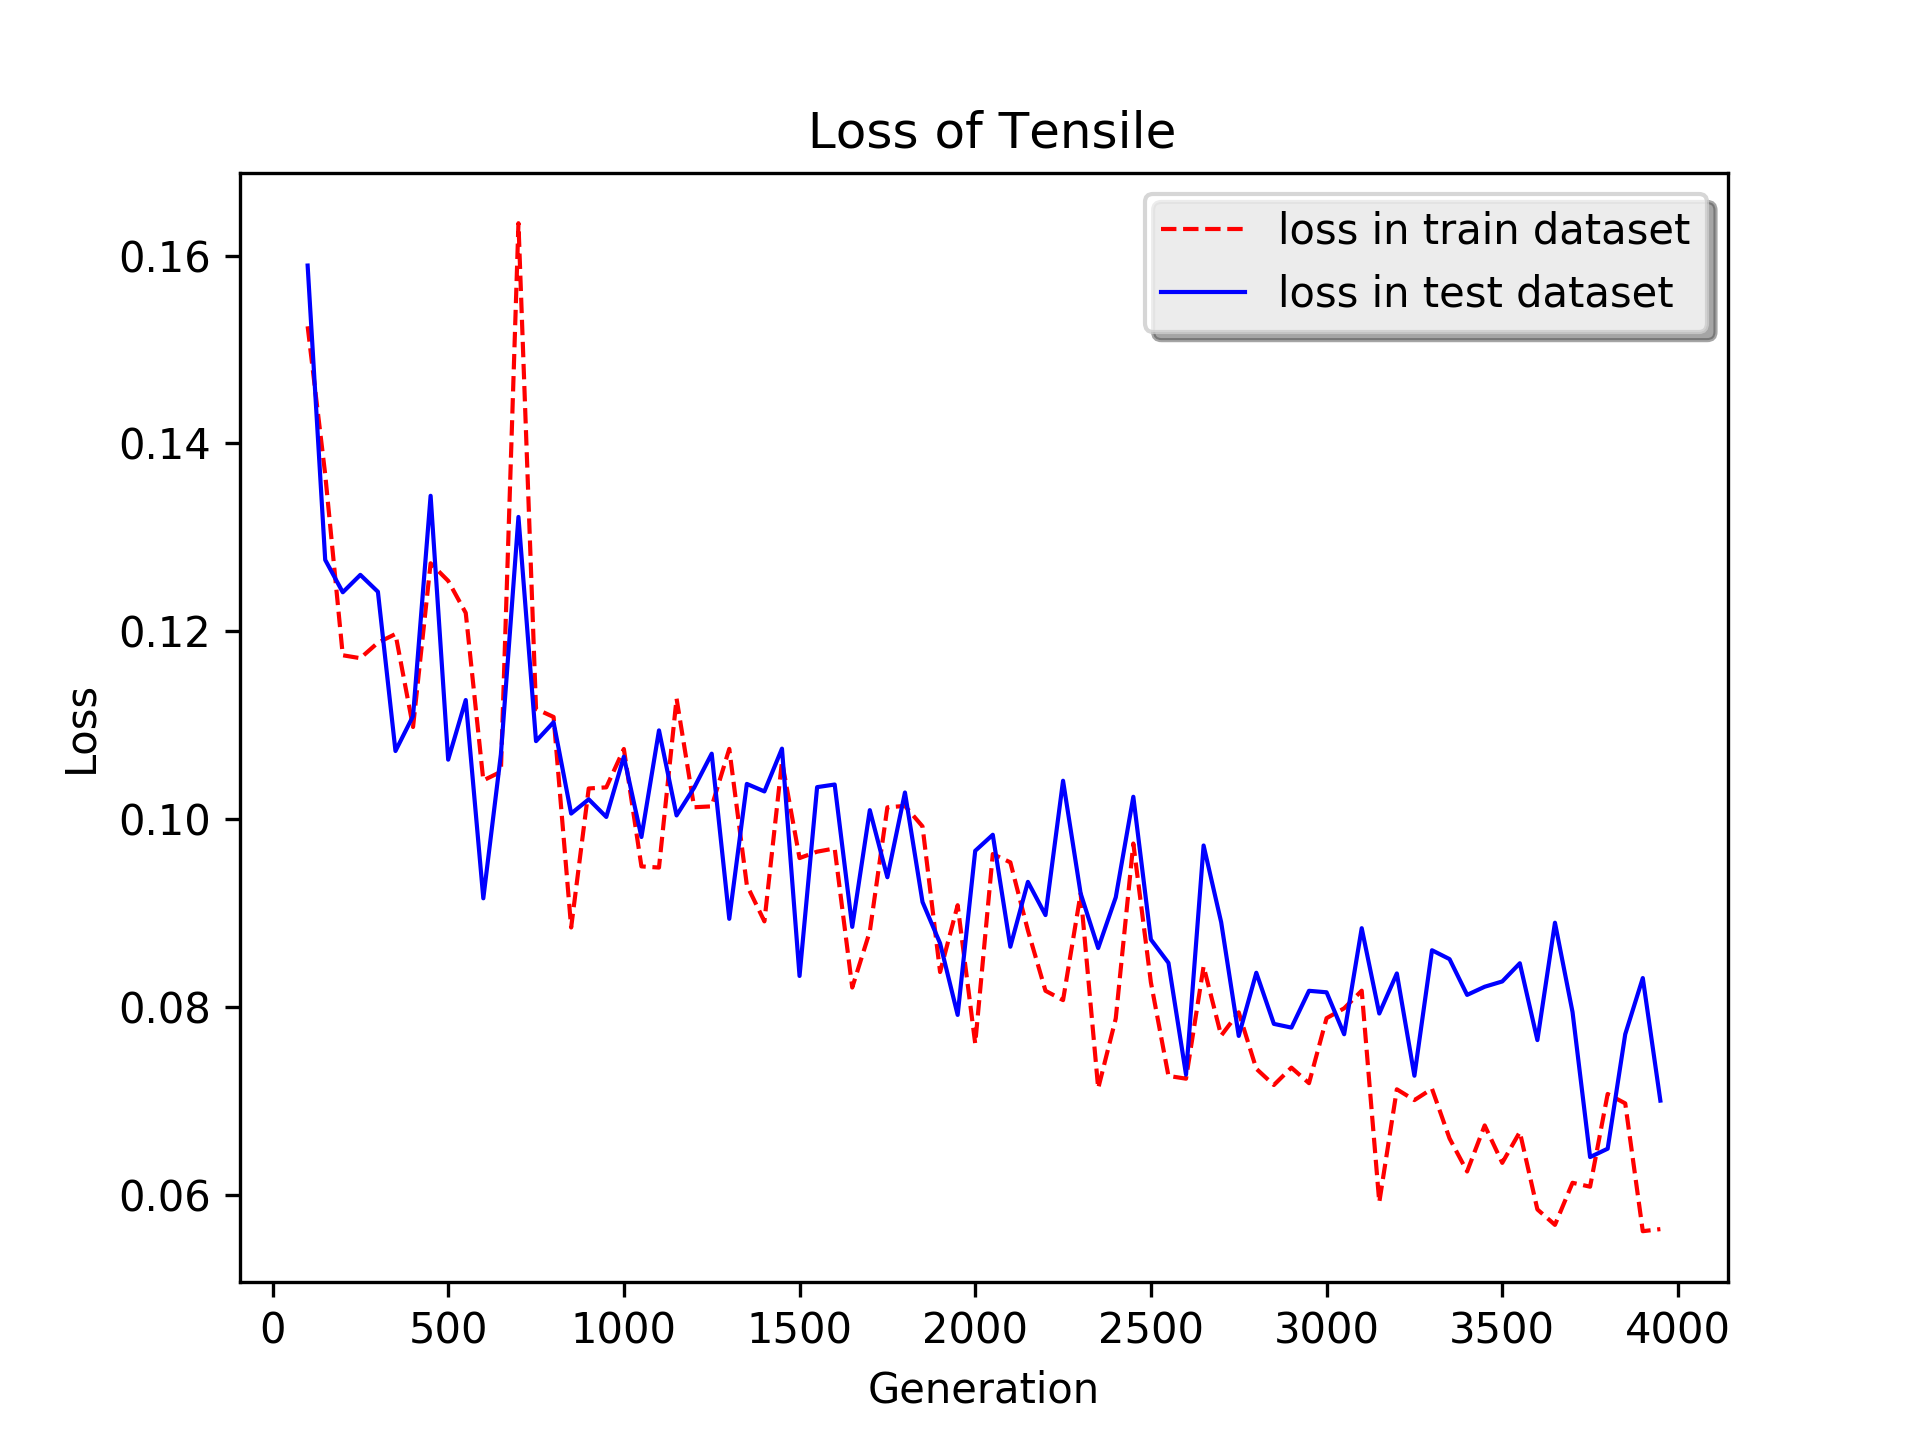 Loss of Tensile
loss in train dataset
loss in test dataset
0.16
0.14
0.12
0.10
0.08
0.06
Loss
0 500 1000 1500 2000 2500 3000 3500 4000
Generation